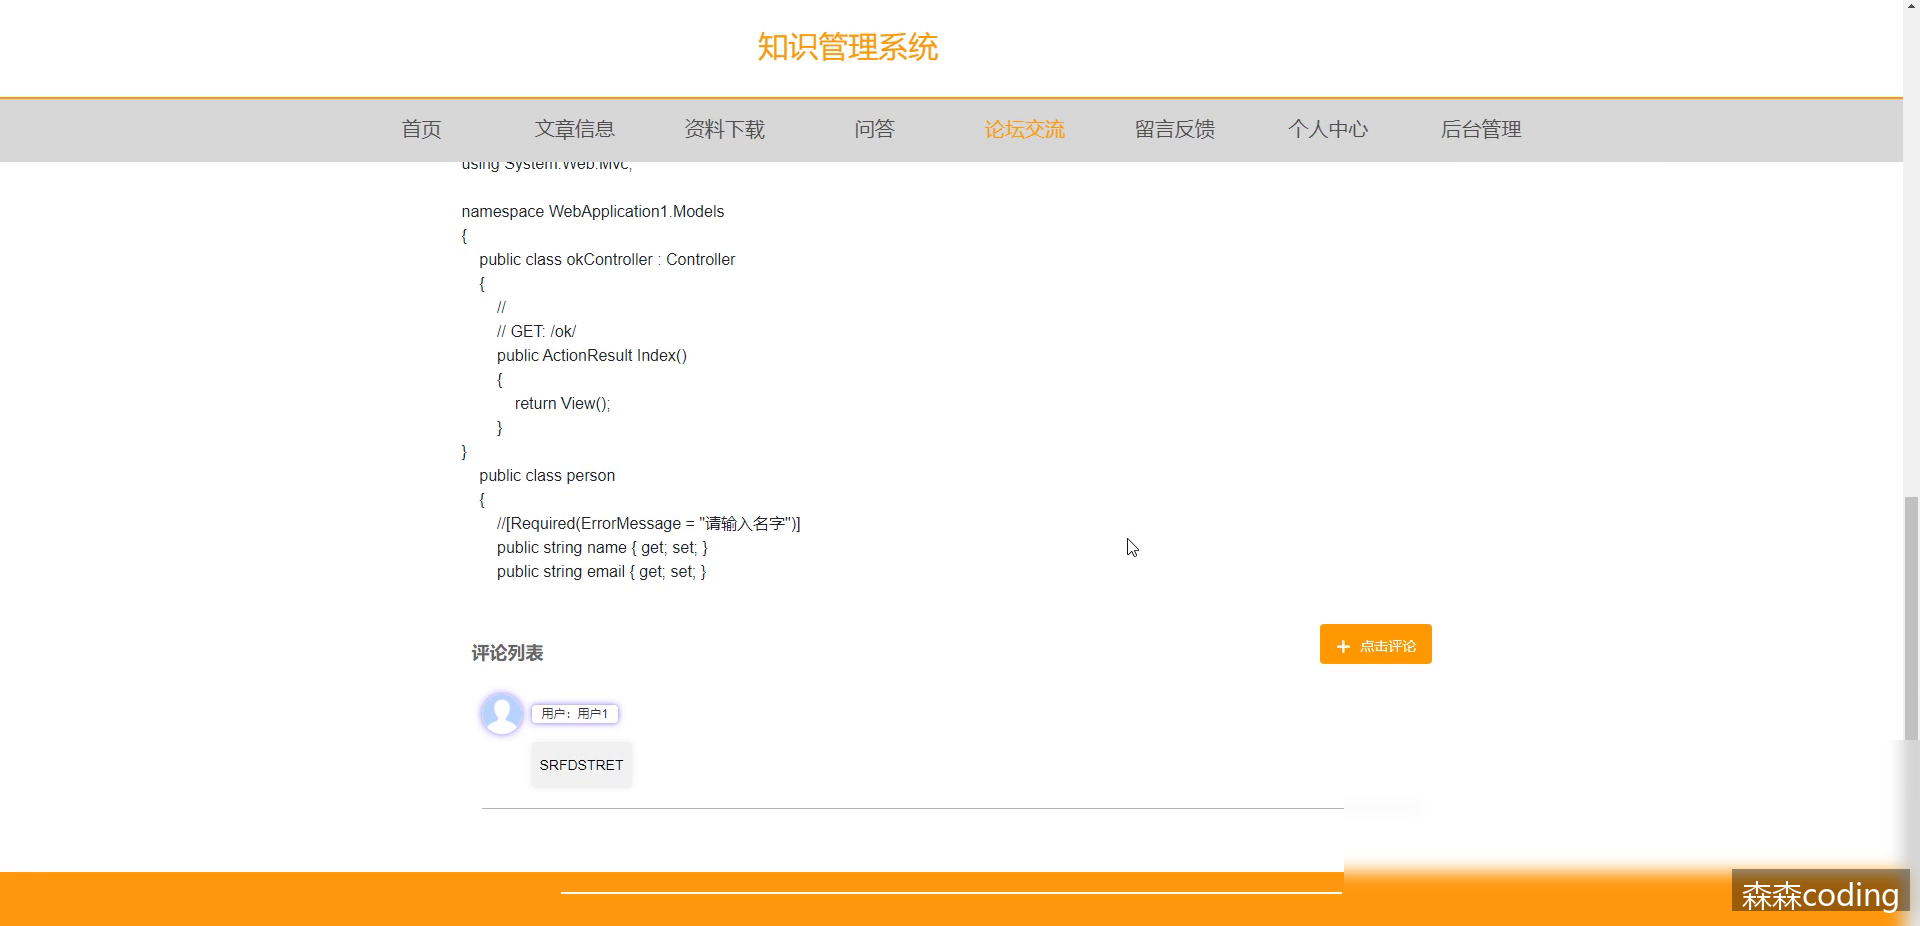 知识管理系统
首页 文章信息 资料下载 问答 论坛交流 留言反馈 个人中心 后台管理
using System.Web.Mvc;
namespace WebApplication1.Models
{
public class okController : Controller
{
//
// GET: /ok/
public ActionResult Index()
{
return View();
}
}
public class person
{
//[Required(ErrorMessage = "请输入名字")]
public string name { get; set; }
public string email { get; set; }
评论列表
点击评论
用户：用户1
SRFDSTRET
森森coding